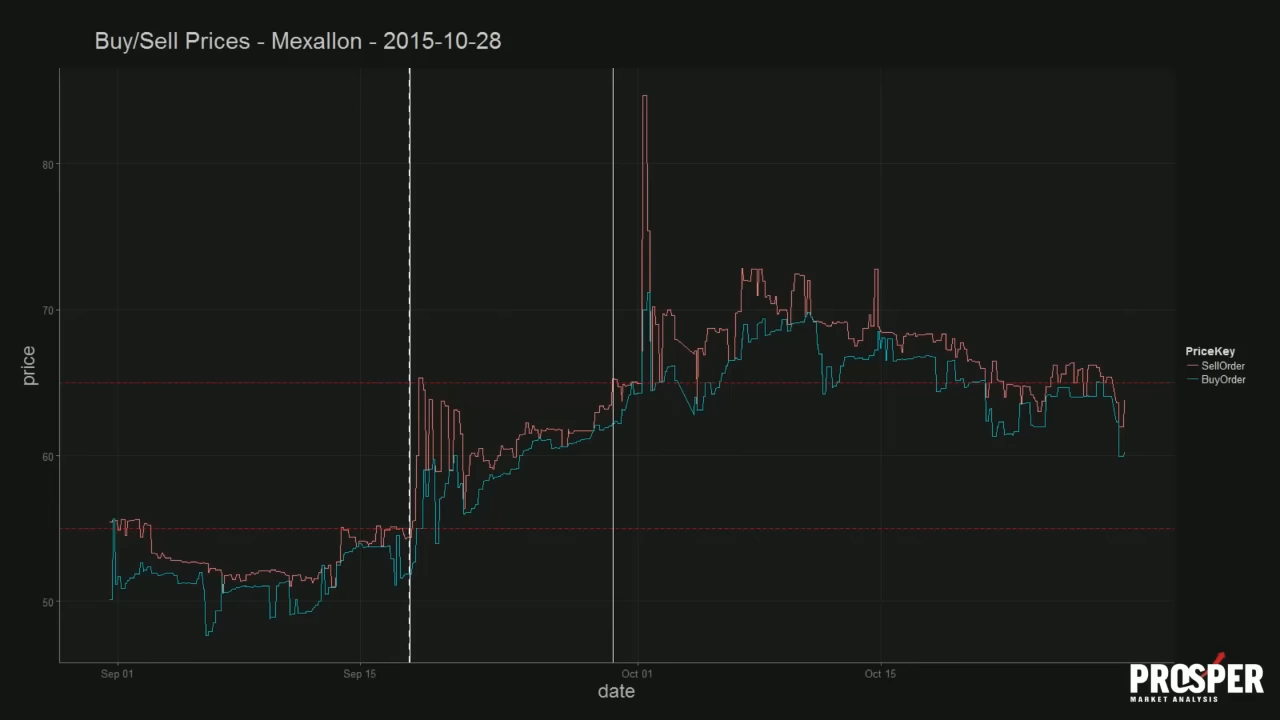 Buy/Sell Prices - Mexallon - 2015-10-28
price
80
70
60
50
Sep 01
Sep 15
Oct 01
Oct 15
date
PriceKey
SellOrder
BuyOrder
PROSPER
MARKET ANALYSIS